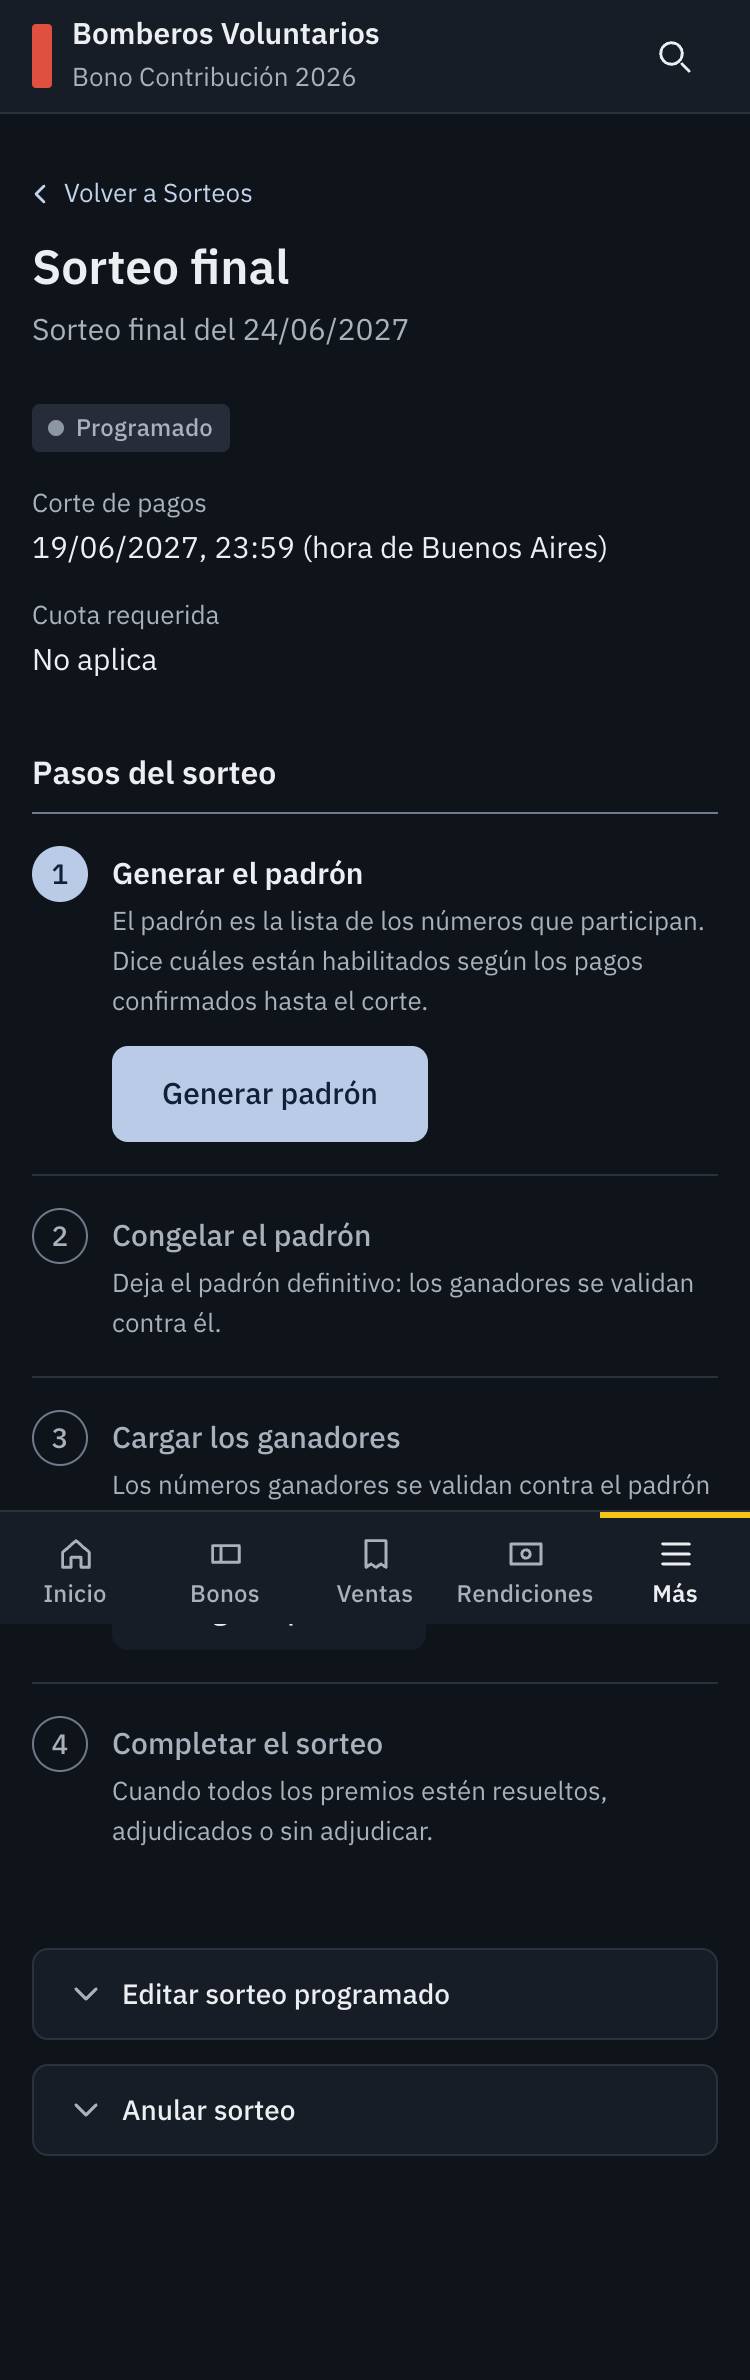 Bomberos Voluntarios
Bono Contribución 2026
Volver a Sorteos
Sorteo final
Sorteo final del 24/06/2027
Programado
Corte de pagos
19/06/2027, 23:59 (hora de Buenos Aires)
Cuota requerida
No aplica
Pasos del sorteo
1
Generar el padrón
El padrón es la lista de los números que participan.
Dice cuáles están habilitados según los pagos
confirmados hasta el corte.
Generar padrón
2
Congelar el padrón
Deja el padrón definitivo: los ganadores se validan
contra él.
3
Cargar los ganadores
Los números ganadores se validan contra el padrón
Inicio
Bonos
Ventas
Rendiciones
Más
4
Completar el sorteo
Cuando todos los premios estén resueltos,
adjudicados o sin adjudicar.
Editar sorteo programado
Anular sorteo